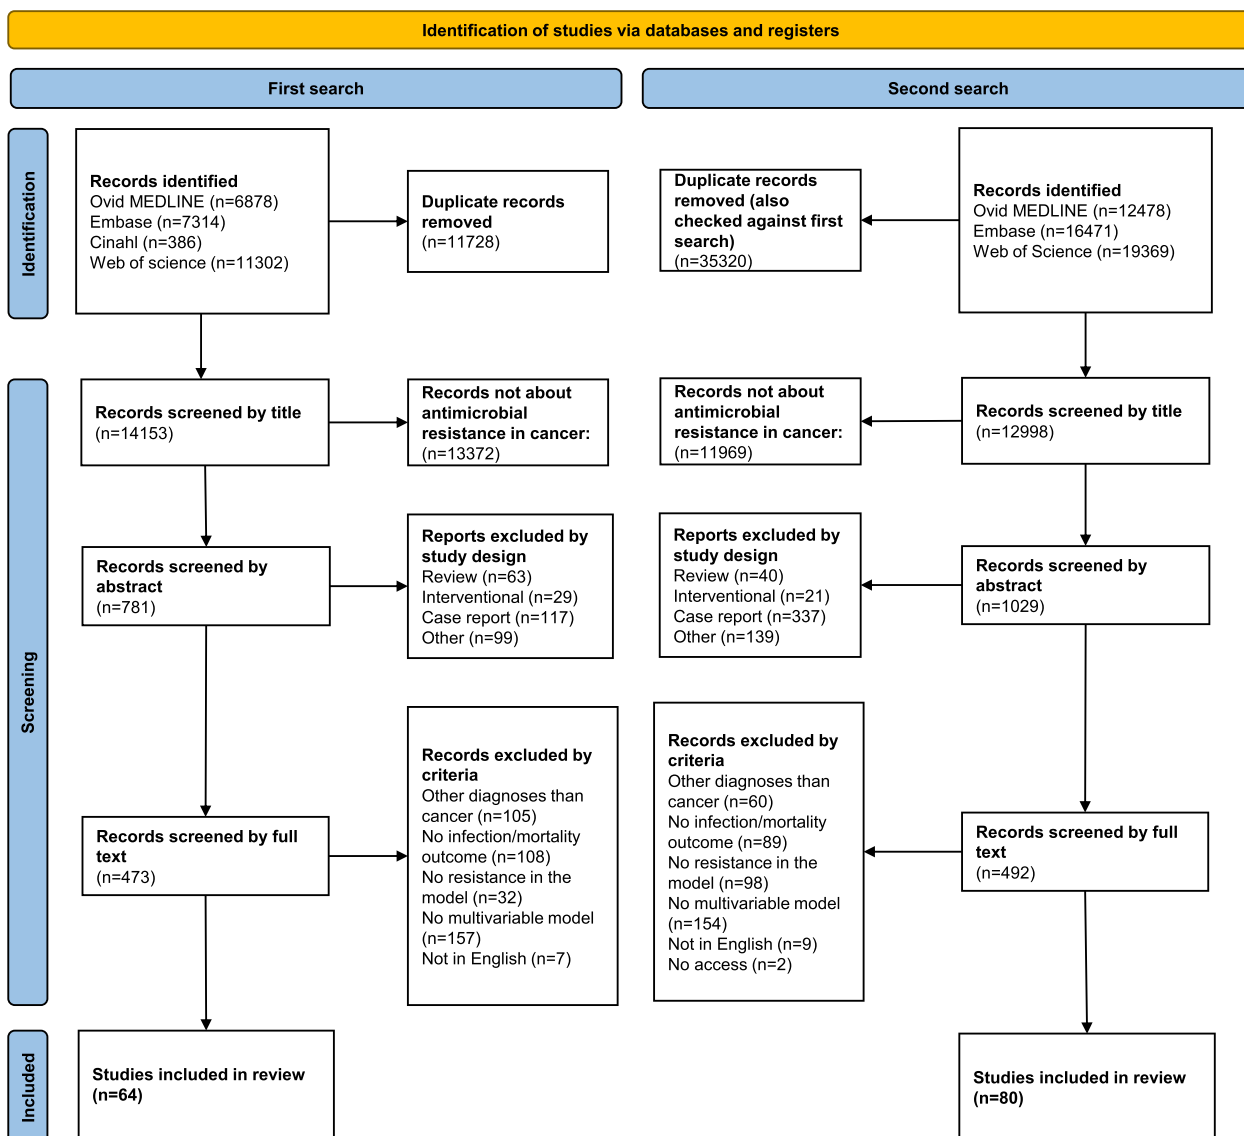 Identification of studies via databases and registers
First search
Second search
Identification
Records identified
Ovid MEDLINE (n=6878)
Embase (n=7314)
Cinahl (n=386)
Web of science (n=11302)
Duplicate records
removed
(n=11728)
Duplicate records
removed (also
checked against first
search)
(n=35320)
Records identified
Ovid MEDLINE (n=12478)
Embase (n=16471)
Web of Science (n=19369)
Screening
Records screened by title
(n=14153)
Records not about
antimicrobial
resistance in cancer:
(n=13372)
Records not about
antimicrobial
resistance in cancer:
(n=11969)
Records screened by title
(n=12998)
Records screened by
abstract
(n=781)
Reports excluded by
study design
Review (n=63)
Interventional (n=29)
Case report (n=117)
Other (n=99)
Reports excluded by
study design
Review (n=40)
Interventional (n=21)
Case report (n=337)
Other (n=139)
Records screened by
abstract
(n=1029)
Records screened by full
text
(n=473)
Records excluded by
criteria
Other diagnoses than
cancer (n=105)
No infection/mortality
outcome (n=108)
No resistance in the
model (n=32)
No multivariable model
(n=157)
Not in English (n=7)
Records excluded by
criteria
Other diagnoses than
cancer (n=60)
No infection/mortality
outcome (n=89)
No resistance in the
model (n=98)
No multivariable model
(n=154)
Not in English (n=9)
No access (n=2)
Records screened by full
text
(n=492)
Included
Studies included in review
(n=64)
Studies included in review
(n=80)